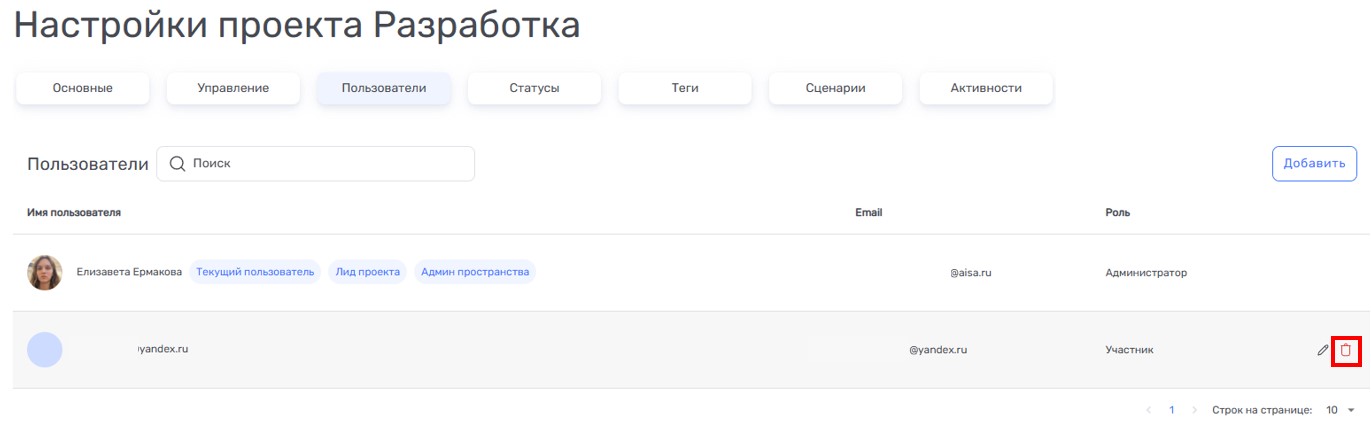 Настройки проекта Разработка
Основные Управление Пользователи Статусы Теги Сценарии Активности
Пользователи Поиск Добавить
Имя пользователя Email Роль
Елизавета Ермакова Текущий пользователь Лид проекта Админ пространства @aisa.ru Администратор
yandex.ru @yandex.ru Участник
1 Строк на странице: 10